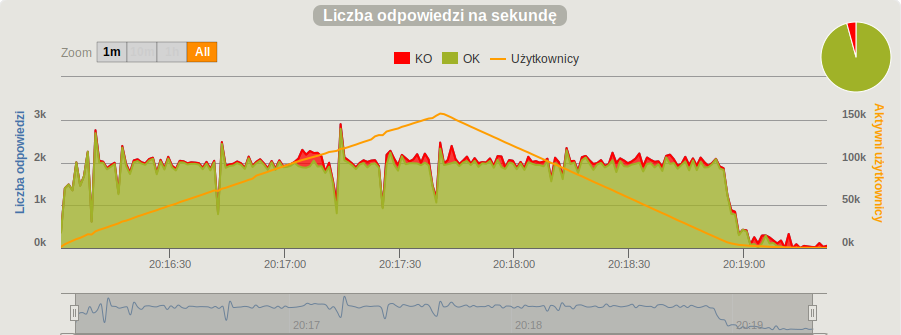 Liczba odpowiedzi na sekundę
Zoom 1m 10m 1h All
KO OK Użytkownicy
Liczba odpowiedzi
3k
2k
1k
0k
150k
100k
50k
0k
Aktywni użytkownicy
20:16:30 20:17:00 20:17:30 20:18:00 20:18:30 20:19:00
20:17 20:18 20:19